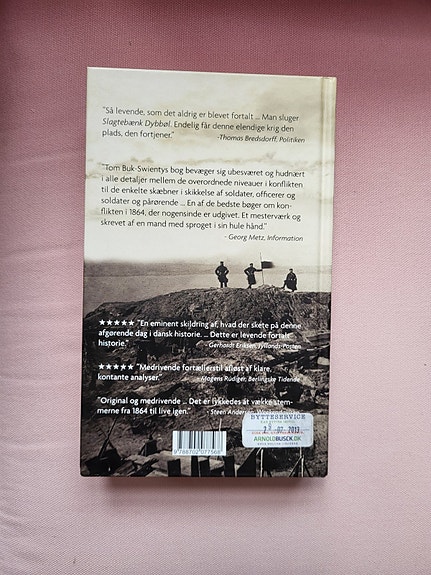 "Så levende, som det aldrig er blevet fortalt ... Man sluger
Slagtebænk Dybbøl. Endelig får denne elendige krig den
plads, den fortjener."
-Thomas Bredsdorff, Politiken
"Tom Buk-Swientys bog bevæger sig ubesværet og hudnært
i alle detaljer mellem de overordnede niveauer i konflikten
til de enkelte skæbner i skikkelse af soldater, officerer og
soldater og pårørende ... En af de bedste bøger om kon-
flikten i 1864, der nogensinde er udgivet. Et mesterværk og
skrevet af en mand med sproget i sin hule hånd."
- Georg Metz, Information
★★★★★ "En eminent skildring af, hvad der skete på denne
afgørende dag i dansk historie. ... Dette er levende fortalt
historie."
-Gerhardt Eriksen, Jyllands-Posten
★★★★★ "Medrivende fortællerstil afløst af klare,
kontante analyser."
-Mogens Rüdiger, Berlingske Tidende
"Original og medrivende ... Det er lykkedes at vække stem-
merne fra 1864 til live igen."
- Steen Andersen,
BYTTESERVICE
07 2013
ARNOLDBUSCK.DK
9 788702 077568